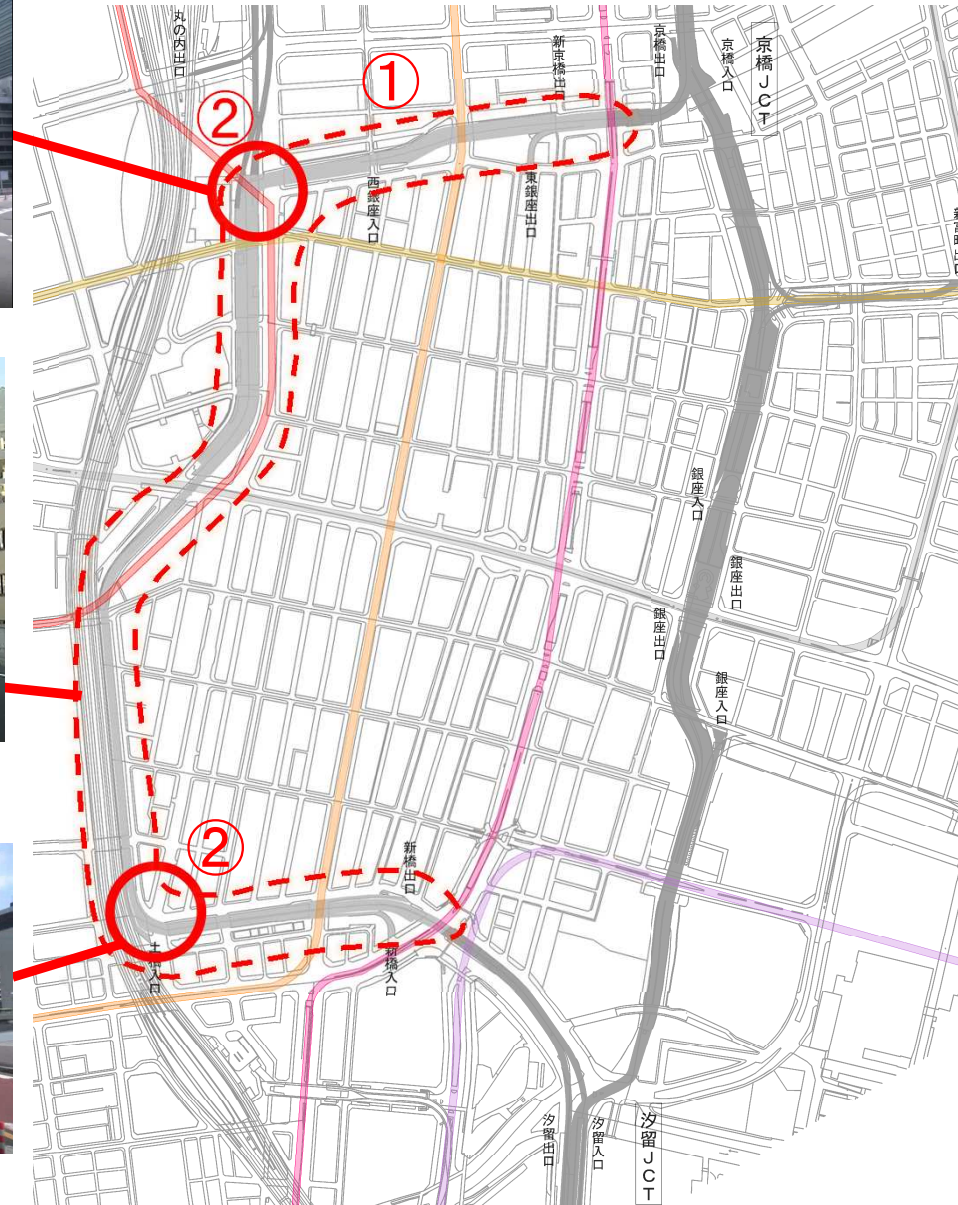 丸の内出口
①
②
新京橋出口
京橋出口
京橋入口
京橋JCT
西銀座入口
東銀座出口
新富町出口
銀座入口
銀座出口
銀座出口
銀座入口
②
新橋出口
土橋入口
新橋入口
汐留出口
汐留入口
汐留JCT